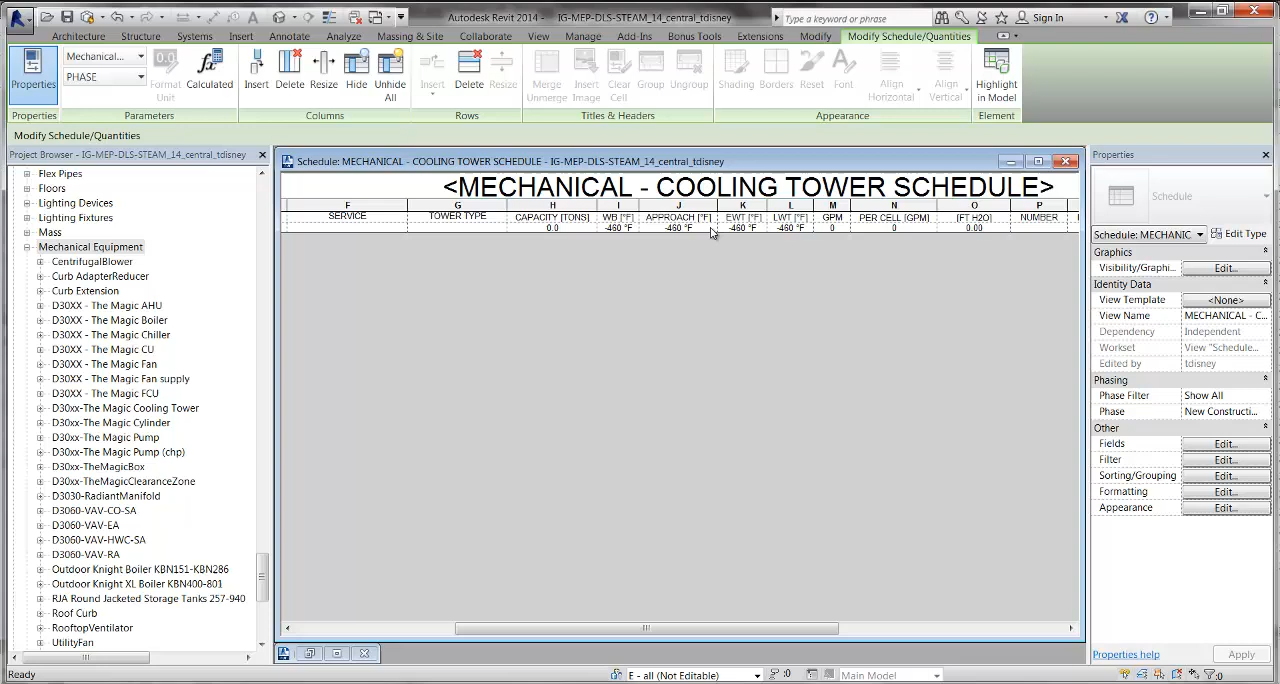 Autodesk Revit 2014 - IG-MEP-DLS-STEAM_14_central_tdisney
Type a keyword or phrase
Sign In
Architecture Structure Systems Insert Annotate Analyze Massing & Site Collaborate View Manage Add-Ins Bonus Tools Extensions Modify Modify Schedule/Quantities
Properties
Mechanical...
PHASE
Format Unit
Calculated
Insert
Delete
Resize
Hide
Unhide All
Insert
Delete
Resize
Merge Unmerge
Insert Image
Clear Cell
Group
Ungroup
Shading
Borders
Reset
Font
Align Horizontal
Align Vertical
Highlight in Model
Properties Parameters Columns Rows Titles & Headers Appearance Element
Modify Schedule/Quantities
Project Browser - IG-MEP-DLS-STEAM_14_central_tdisney
Flex Pipes
Floors
Lighting Devices
Lighting Fixtures
Mass
Mechanical Equipment
CentrifugalBlower
Curb AdapterReducer
Curb Extension
D30XX - The Magic AHU
D30XX - The Magic Boiler
D30XX - The Magic Chiller
D30XX - The Magic CU
D30XX - The Magic Fan
D30XX - The Magic Fan supply
D30XX - The Magic FCU
D30xx-The Magic Cooling Tower
D30xx-The Magic Cylinder
D30xx-The Magic Pump
D30xx-The Magic Pump (chp)
D30xx-TheMagicBox
D30xx-TheMagicClearanceZone
D3030-RadiantManifold
D3060-VAV-CO-SA
D3060-VAV-EA
D3060-VAV-HWC-SA
D3060-VAV-RA
Outdoor Knight Boiler KBN151-KBN286
Outdoor Knight XL Boiler KBN400-801
RJA Round Jacketed Storage Tanks 257-940
Roof Curb
RooftopVentilator
UtilityFan
Schedule: MECHANICAL - COOLING TOWER SCHEDULE - IG-MEP-DLS-STEAM_14_central_tdisney
<MECHANICAL - COOLING TOWER SCHEDULE>
F G H I J K L M N O P
SERVICE TOWER TYPE CAPACITY [TONS] WB [°F] APPROACH [°F] EWT [°F] LWT [°F] GPM PER CELL [GPM] [FT H2O] NUMBER
0.0 -460 °F -460 °F -460 °F -460 °F 0 0 0.00
Properties
Schedule
Schedule: MECHANIC
Edit Type
Graphics
Visibility/Graphi... Edit...
Identity Data
View Template <None>
View Name MECHANICAL - C...
Dependency Independent
Workset View "Schedule...
Edited by tdisney
Phasing
Phase Filter Show All
Phase New Constructi...
Other
Fields Edit...
Filter Edit...
Sorting/Grouping Edit...
Formatting Edit...
Appearance Edit...
Properties help
Apply
Ready
E - all (Not Editable)
:0
Main Model
:0